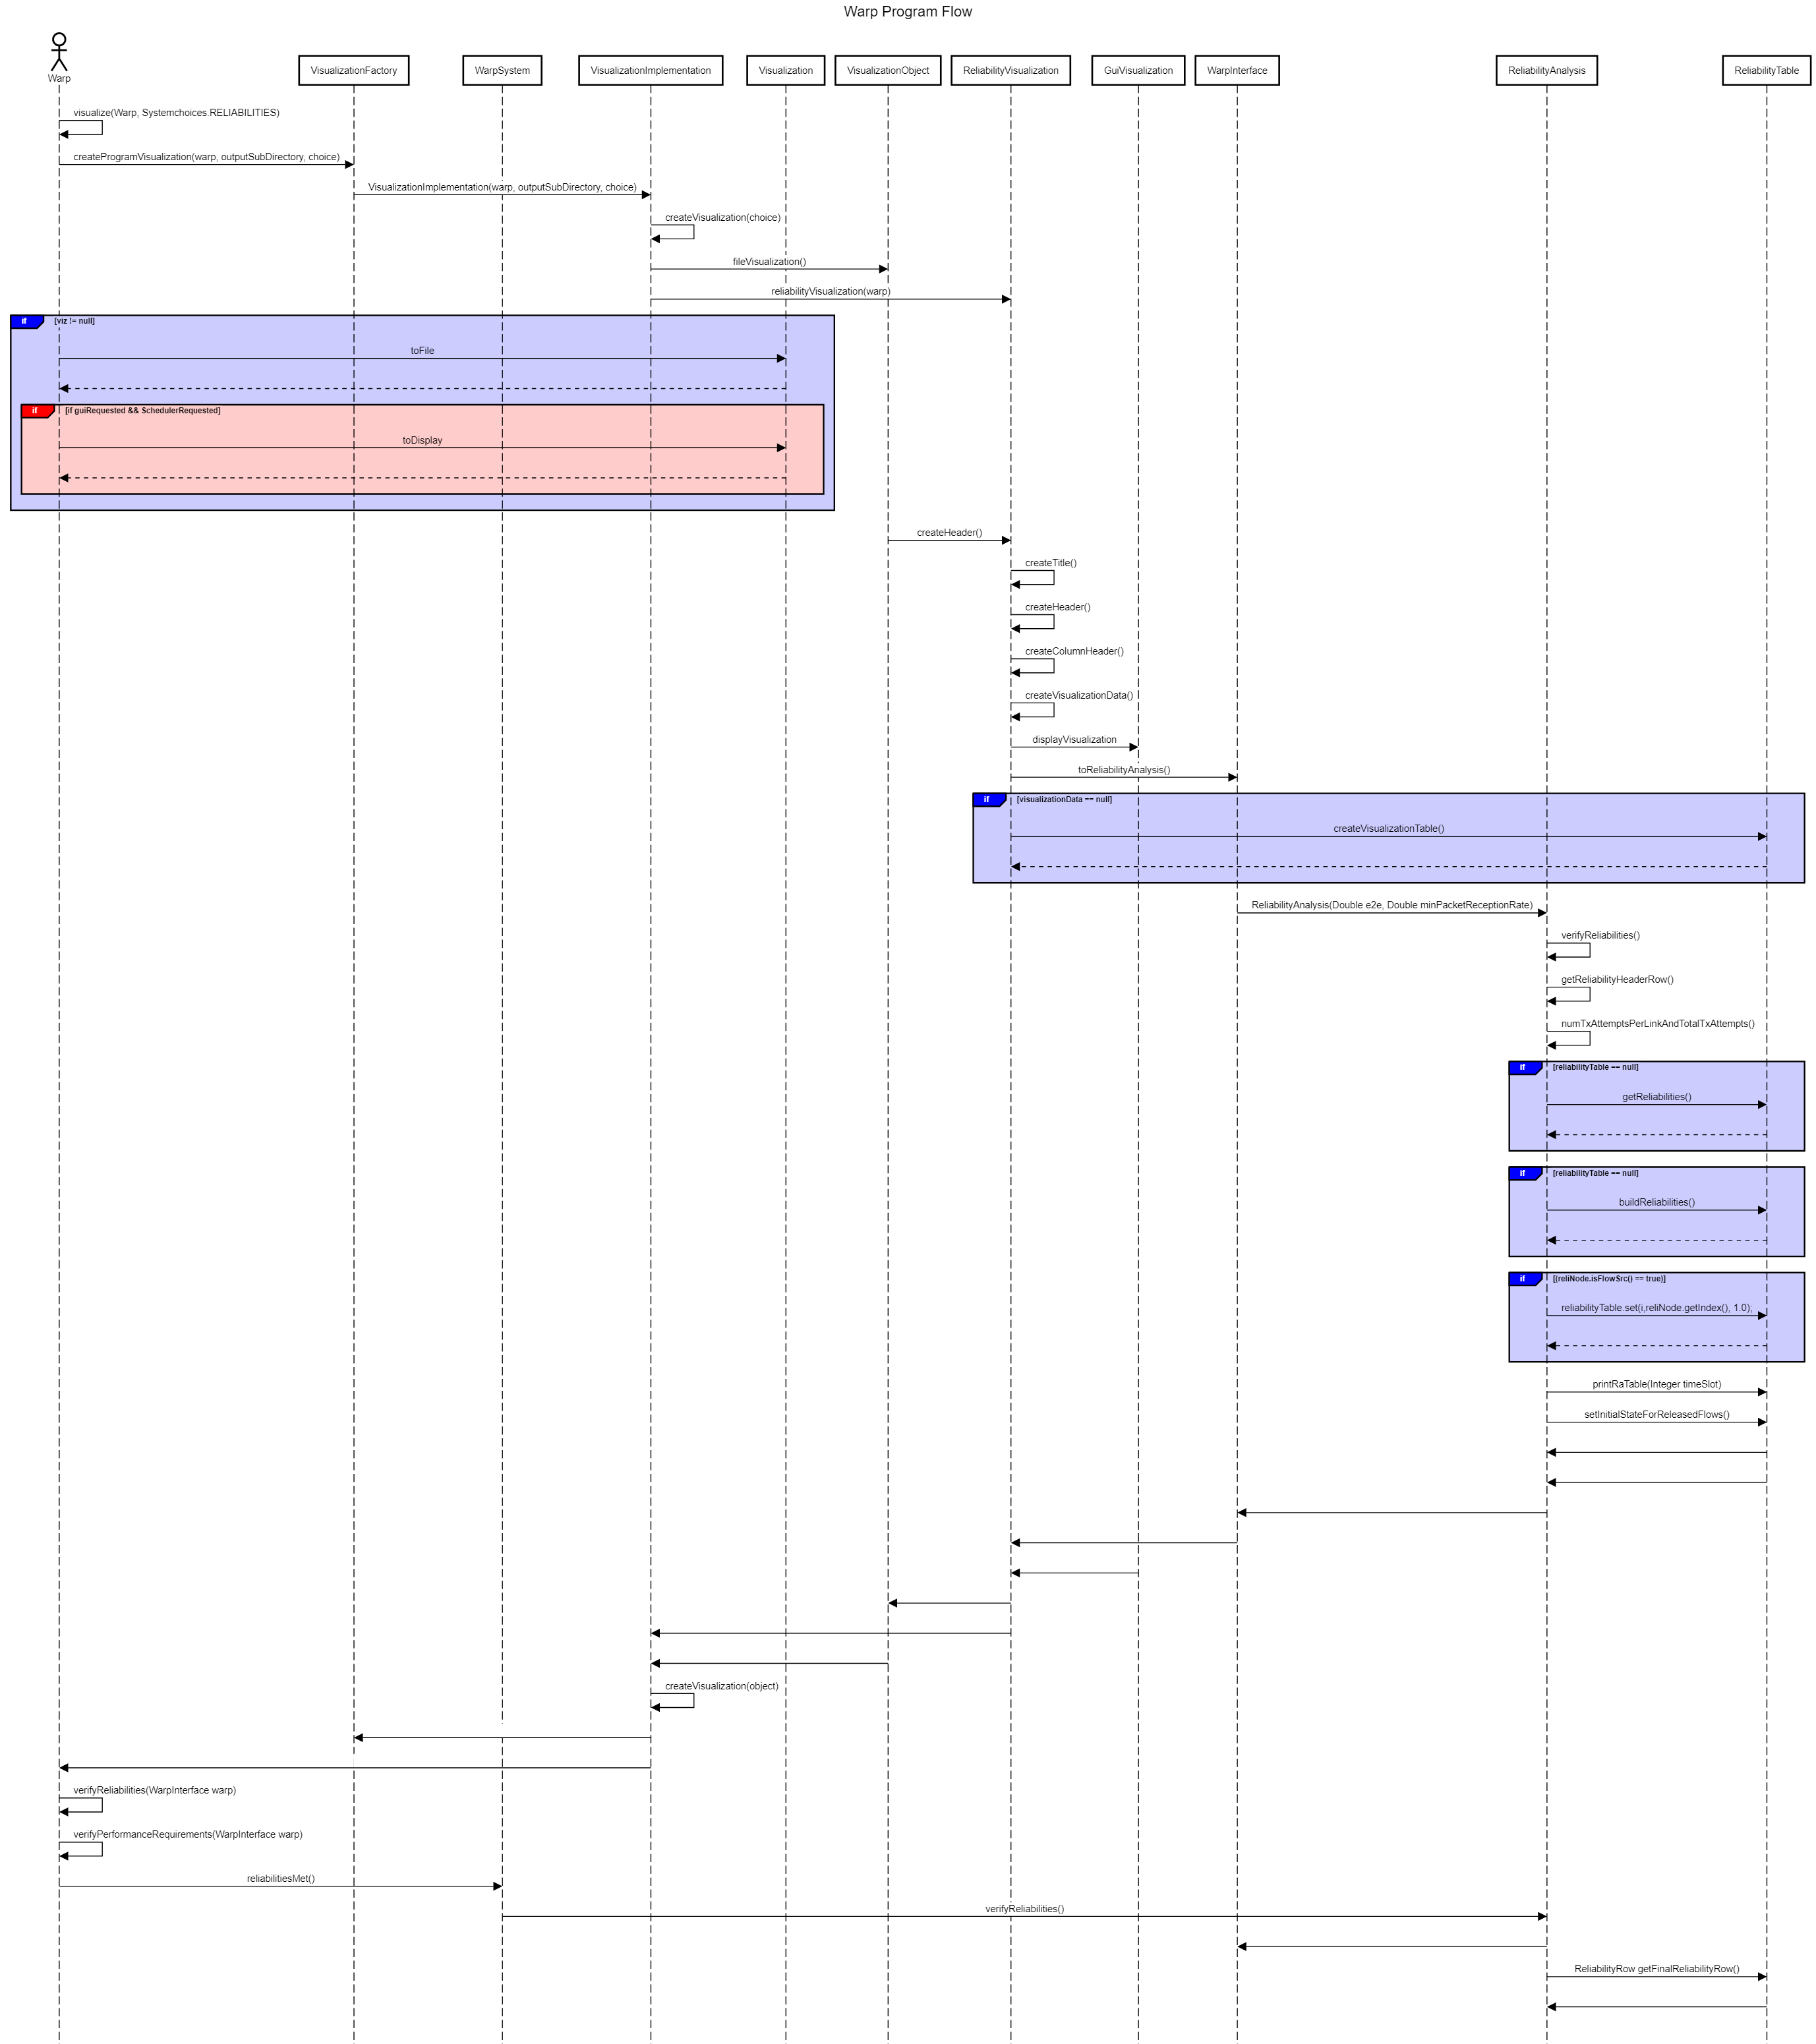 Warp Program Flow
Warp
VisualizationFactory
WarpSystem
VisualizationImplementation
Visualization
VisualizationObject
ReliabilityVisualization
GuiVisualization
WarpInterface
ReliabilityAnalysis
ReliabilityTable
visualize(Warp, Systemchoices.RELIABILITIES)
createProgramVisualization(warp, outputSubDirectory, choice)
VisualizationImplementation(warp, outputSubDirectory, choice)
createVisualization(choice)
fileVisualization()
reliabilityVisualization(warp)
if [viz != null]
toFile
if [if guiRequested && SchedulerRequested]
toDisplay
createHeader()
createTitle()
createHeader()
createColumnHeader()
createVisualizationData()
displayVisualization
toReliabilityAnalysis()
if [visualizationData == null]
createVisualizationTable()
ReliabilityAnalysis(Double e2e, Double minPacketReceptionRate)
verifyReliabilities()
getReliabilityHeaderRow()
numTxAttemptsPerLinkAndTotalTxAttempts()
if [reliabilityTable == null]
getReliabilities()
if [reliabilityTable == null]
buildReliabilities()
if [(reliNode.isFlowSrc() == true)]
reliabilityTable.set(i,reliNode.getIndex(), 1.0);
printRaTable(Integer timeSlot)
setInitialStateForReleasedFlows()
createVisualization(object)
verifyReliabilities(WarpInterface warp)
verifyPerformanceRequirements(WarpInterface warp)
reliabilitiesMet()
verifyReliabilities()
ReliabilityRow getFinalReliabilityRow()